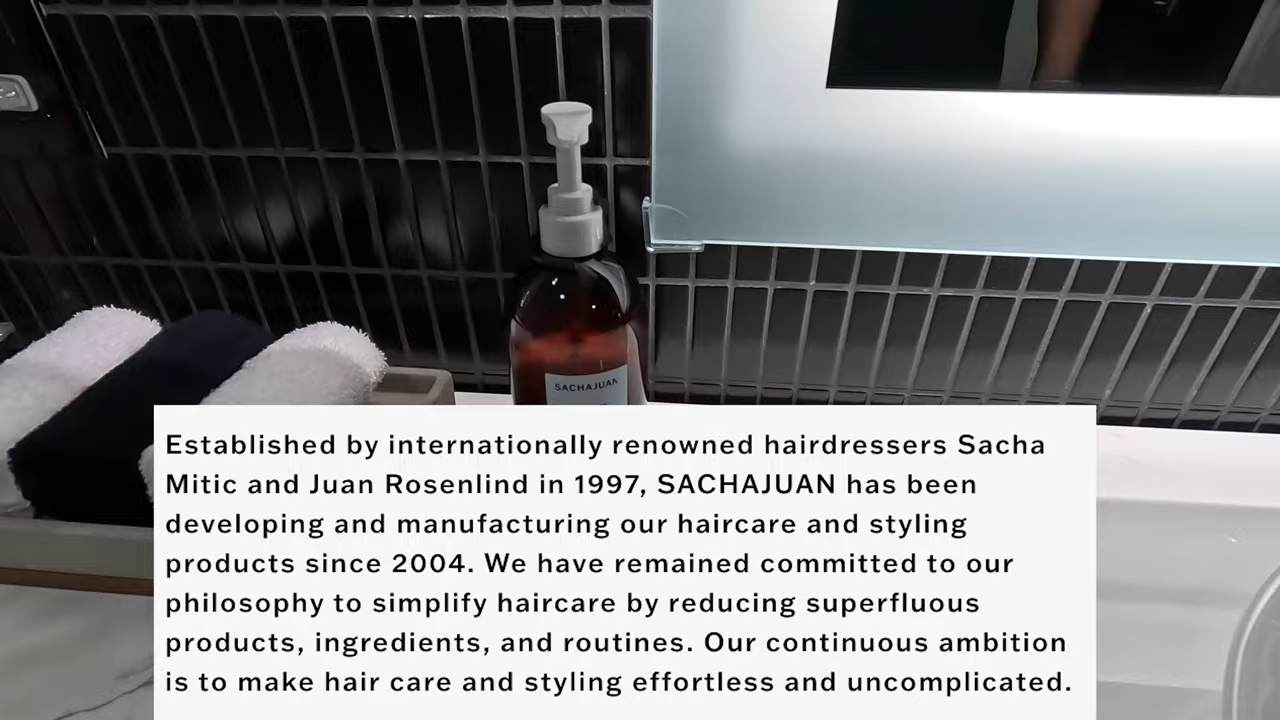 SACHAJUAN
Established by internationally renowned hairdressers Sacha
Mitic and Juan Rosenlind in 1997, SACHAJUAN has been
developing and manufacturing our haircare and styling
products since 2004. We have remained committed to our
philosophy to simplify haircare by reducing superfluous
products, ingredients, and routines. Our continuous ambition
is to make hair care and styling effortless and uncomplicated.